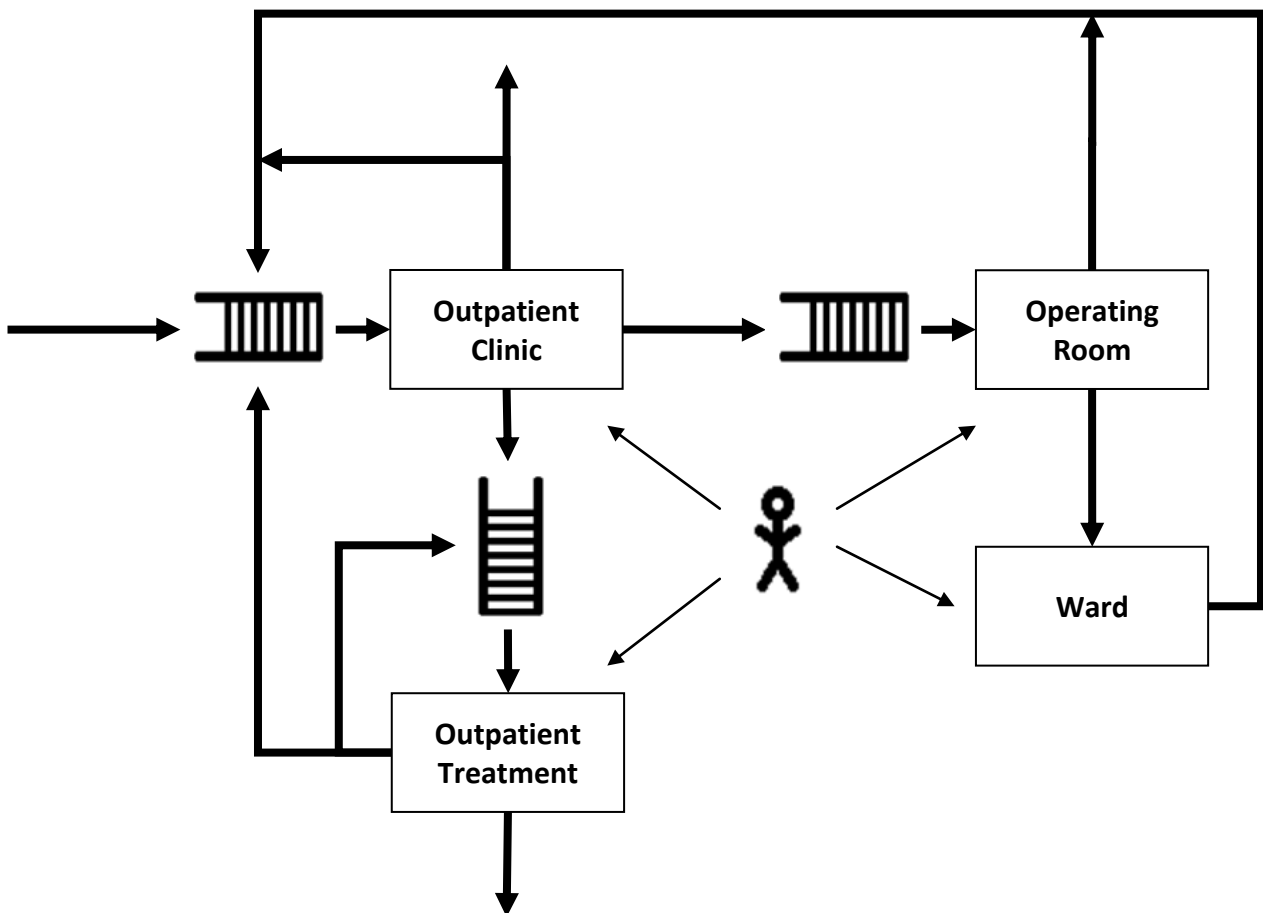 Outpatient
Clinic
Operating
Room
Ward
Outpatient
Treatment